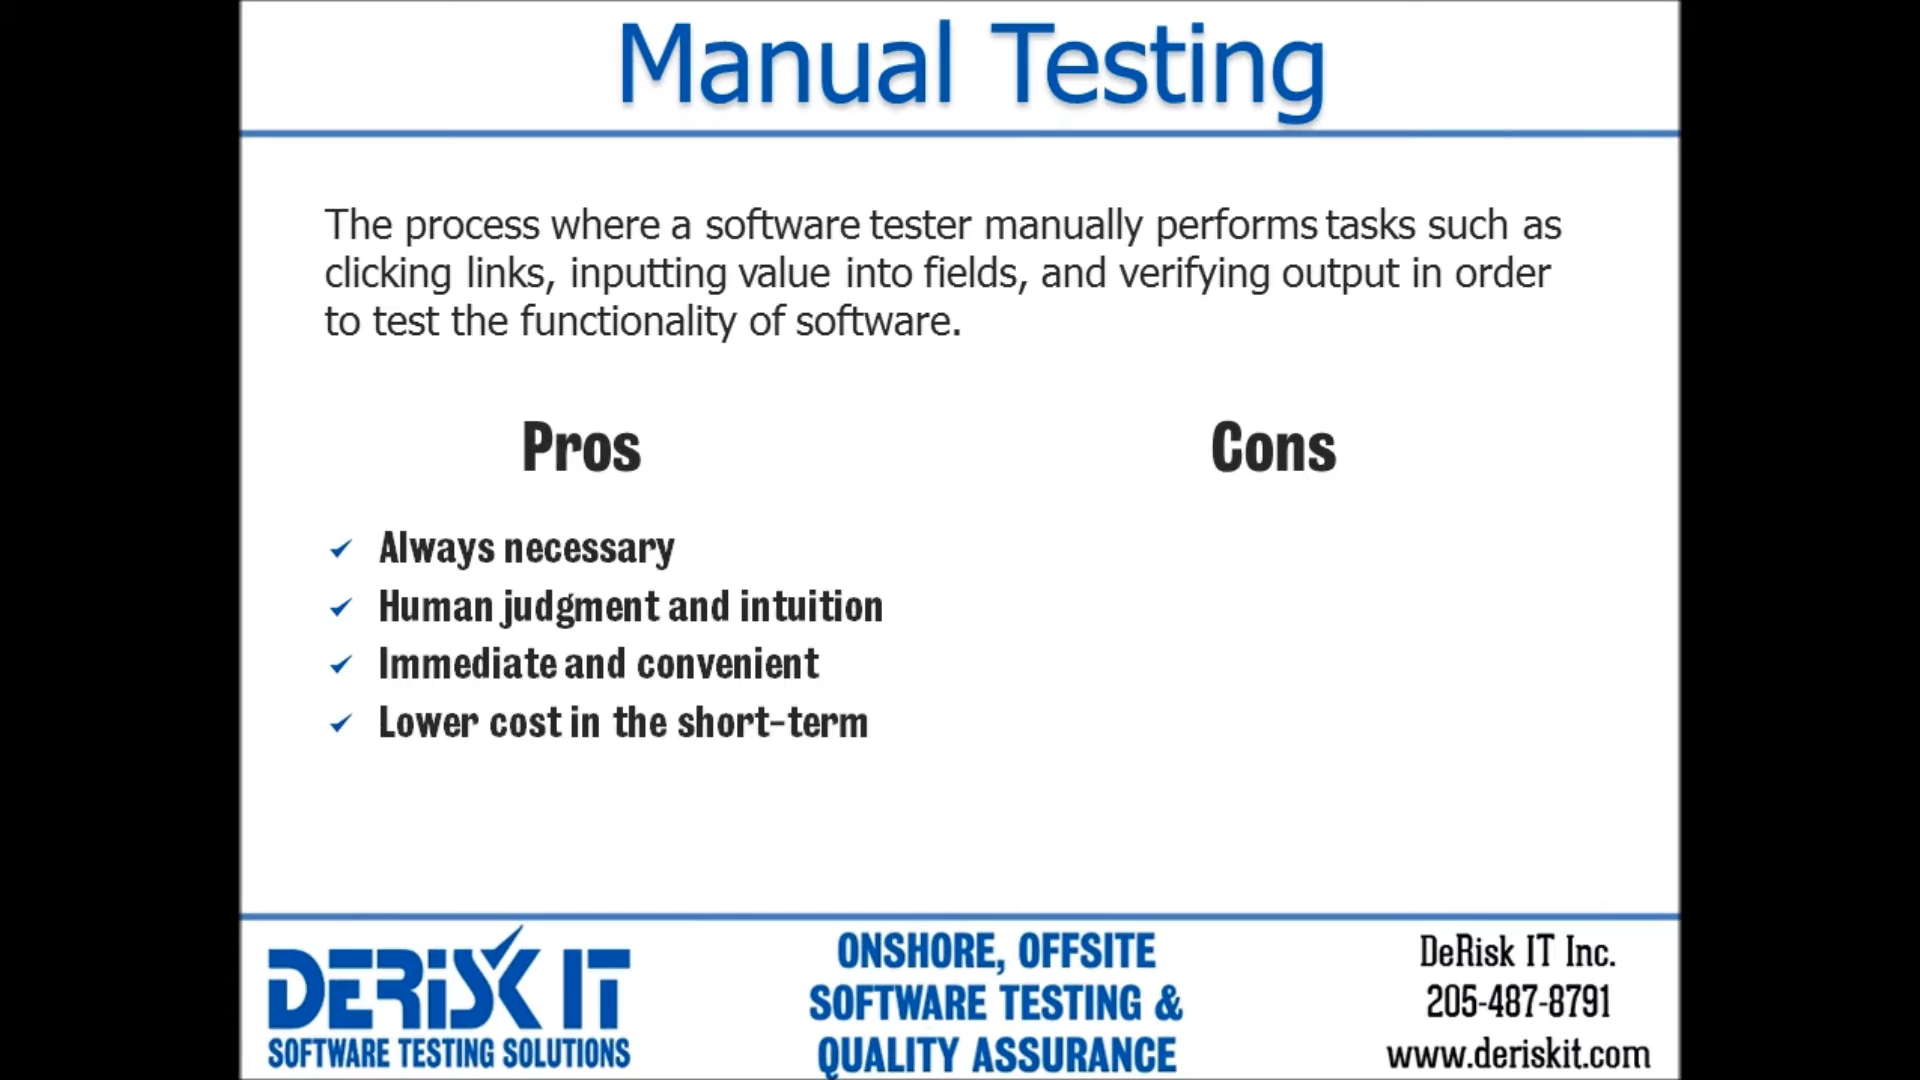 Manual Testing
The process where a software tester manually performs tasks such as
clicking links, inputting value into fields, and verifying output in order
to test the functionality of software.
Pros
Cons
Always necessary
Human judgment and intuition
Immediate and convenient
Lower cost in the short-term
DERiSK IT
SOFTWARE TESTING SOLUTIONS
ONSHORE, OFFSITE
SOFTWARE TESTING &
QUALITY ASSURANCE
DeRisk IT Inc.
205-487-8791
www.deriskit.com